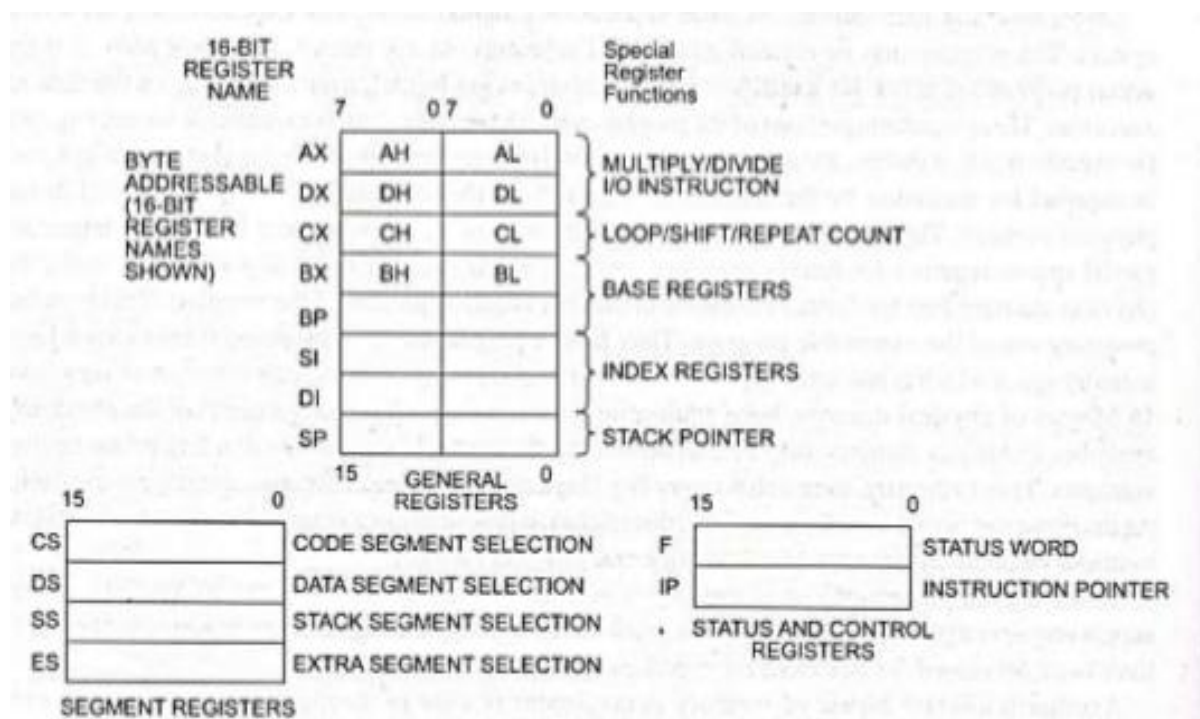 16-BIT
REGISTER
NAME
Special
Register
Functions
7 0 7 0
BYTE
ADDRESSABLE
(16-BIT
REGISTER
NAMES
SHOWN)
AX AH AL
DX DH DL
CX CH CL
BX BH BL
BP
SI
DI
SP
MULTIPLY/DIVIDE
I/O INSTRUCTON
LOOP/SHIFT/REPEAT COUNT
BASE REGISTERS
INDEX REGISTERS
STACK POINTER
15 0
GENERAL
REGISTERS
15 0
CS CODE SEGMENT SELECTION
DS DATA SEGMENT SELECTION
SS STACK SEGMENT SELECTION
ES EXTRA SEGMENT SELECTION
SEGMENT REGISTERS
15 0
F STATUS WORD
IP INSTRUCTION POINTER
STATUS AND CONTROL
REGISTERS